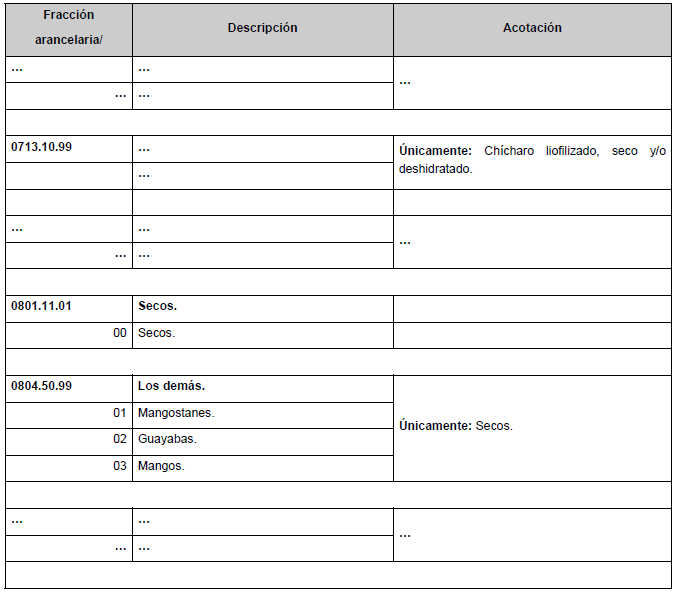 Fracción
arancelaria/
Descripción
Acotación
... ...
...
... ...
0713.10.99 ...
Únicamente: Chícharo liofilizado, seco y/o
deshidratado.
...
... ...
...
... ...
0801.11.01 Secos.
00 Secos.
0804.50.99 Los demás.
01 Mangostanes.
Únicamente: Secos.
02 Guayabas.
03 Mangos.
... ...
...
... ...